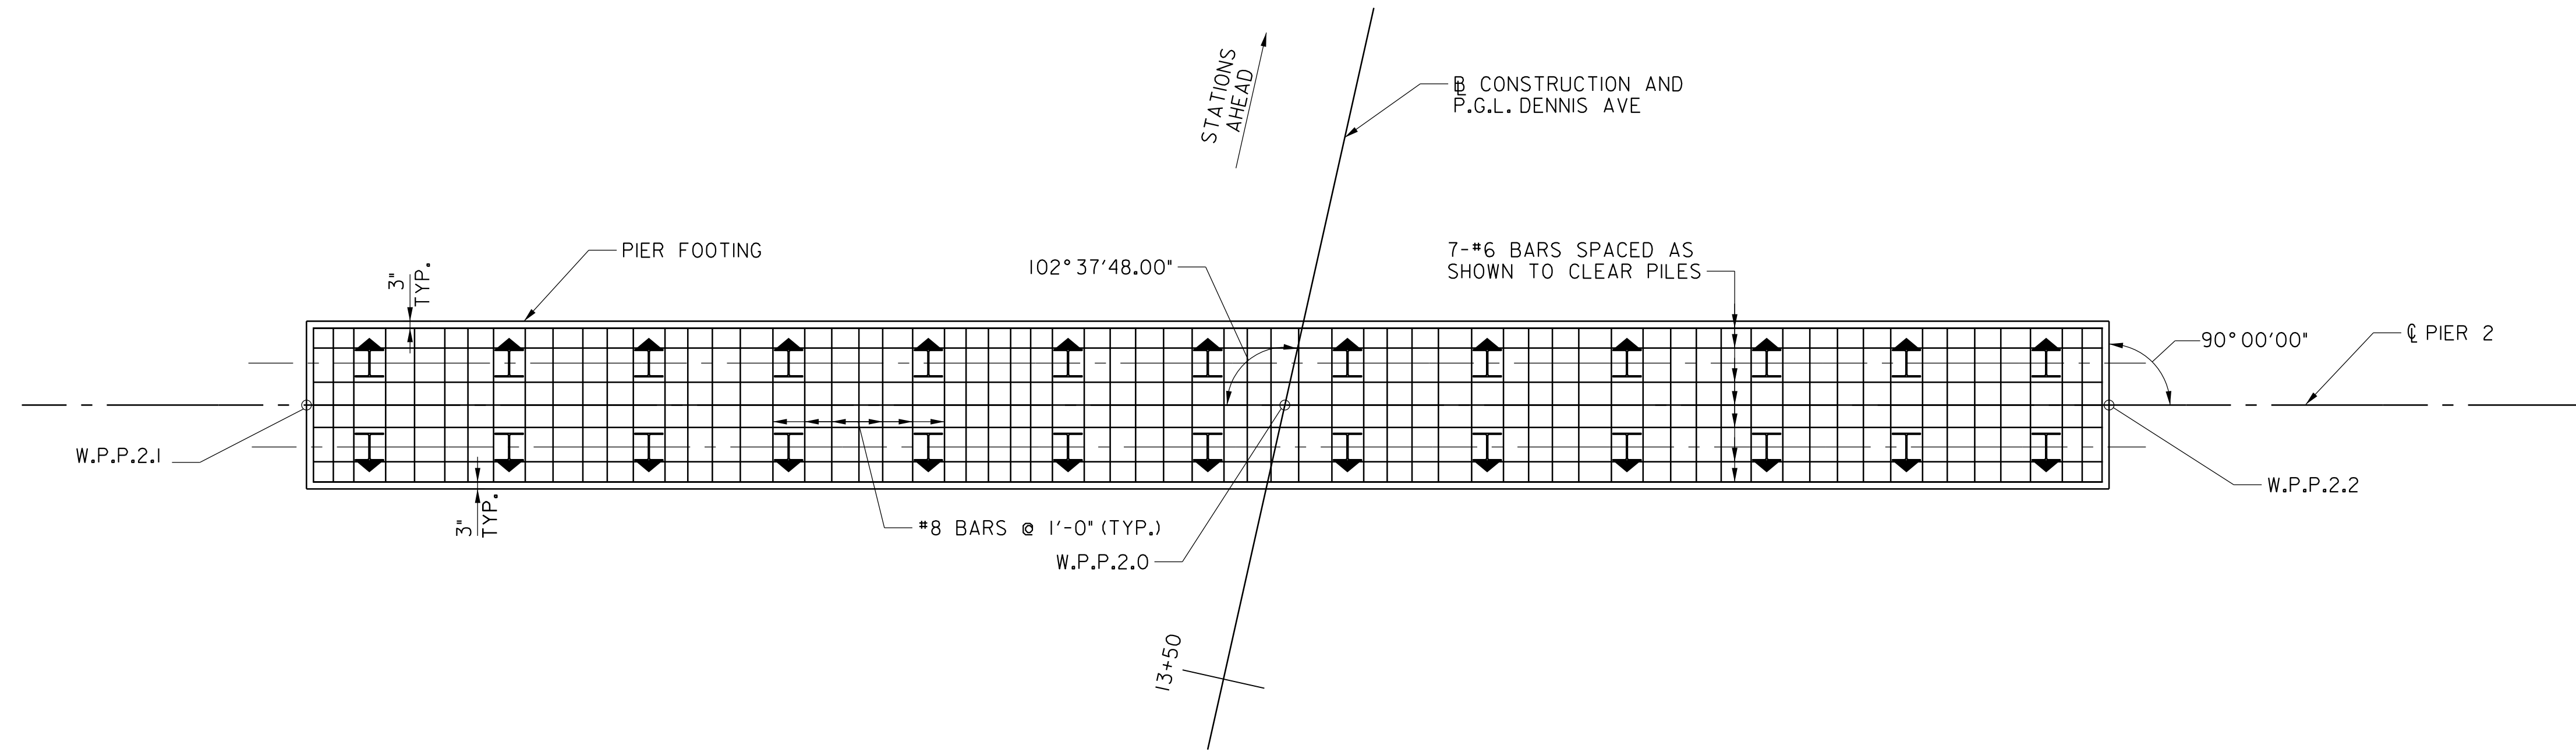 STATIONS
AHEAD
℄ CONSTRUCTION AND
P.G.L. DENNIS AVE
PIER FOOTING
102°37'48.00"
7-#6 BARS SPACED AS
SHOWN TO CLEAR PILES
3"
TYP.
90°00'00"
℄ PIER 2
W.P.P.2.1
W.P.P.2.2
3"
TYP.
#8 BARS @ 1'-0" (TYP.)
W.P.P.2.0
13+50